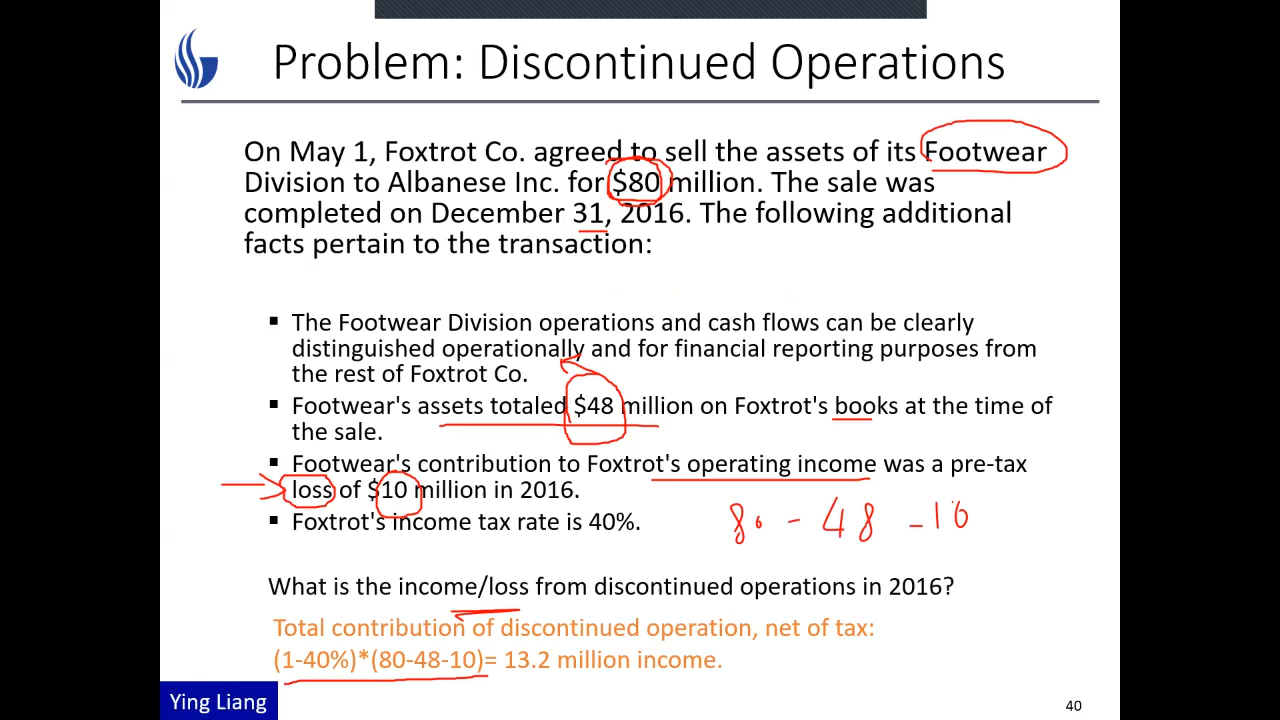 Problem: Discontinued Operations
On May 1, Foxtrot Co. agreed to sell the assets of its Footwear
Division to Albanese Inc. for $80 million. The sale was
completed on December 31, 2016. The following additional
facts pertain to the transaction:
▪ The Footwear Division operations and cash flows can be clearly
distinguished operationally and for financial reporting purposes from
the rest of Foxtrot Co.
▪ Footwear's assets totaled $48 million on Foxtrot's books at the time of
the sale.
▪ Footwear's contribution to Foxtrot's operating income was a pre-tax
loss of $10 million in 2016.
▪ Foxtrot's income tax rate is 40%.
80 - 48 - 10
What is the income/loss from discontinued operations in 2016?
Total contribution of discontinued operation, net of tax:
(1-40%)*(80-48-10)= 13.2 million income.
Ying Liang
40